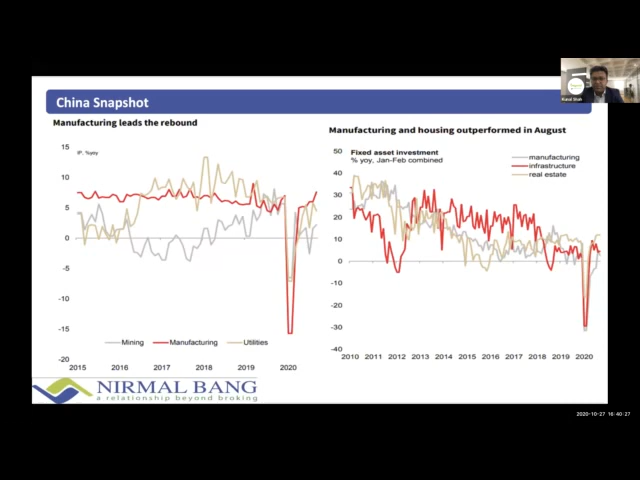 China Snapshot
Manufacturing leads the rebound
IP, %yoy
15
10
5
0
-5
-10
-15
-20
Mining Manufacturing Utilities
2015 2016 2017 2018 2019 2020
Manufacturing and housing outperformed in August
Fixed asset investment
% yoy, Jan-Feb combined
manufacturing
infrastructure
real estate
50
40
30
20
10
0
-10
-20
-30
-40
2010 2011 2012 2013 2014 2015 2016 2017 2018 2019 2020
NIRMAL BANG
a relationship beyond broking
Kunal Shah
2020-10-27 16:40:27